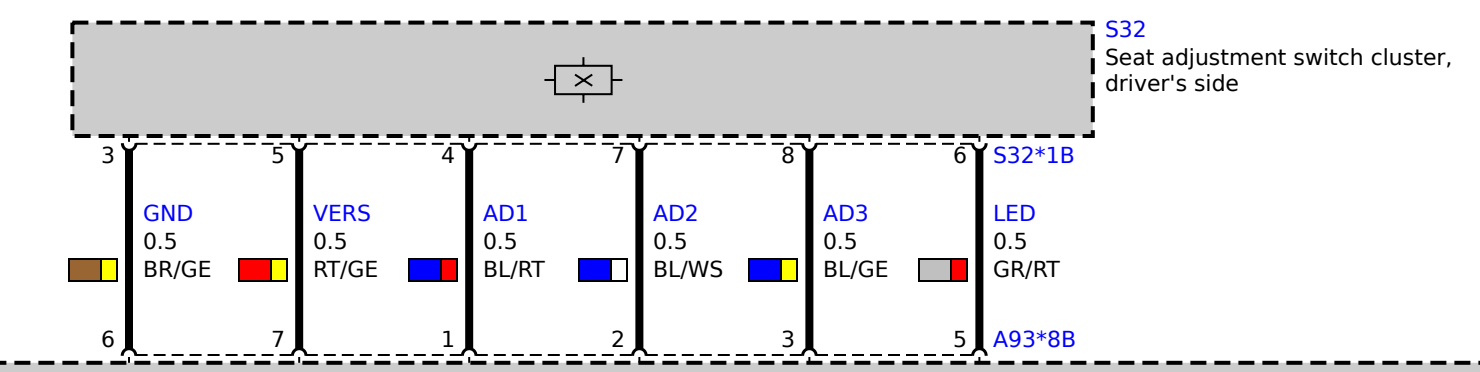 S32
Seat adjustment switch cluster,
driver's side
3 5 4 7 8 6 S32*1B
GND VERS AD1 AD2 AD3 LED
0.5 0.5 0.5 0.5 0.5 0.5
BR/GE RT/GE BL/RT BL/WS BL/GE GR/RT
6 7 1 2 3 5 A93*8B